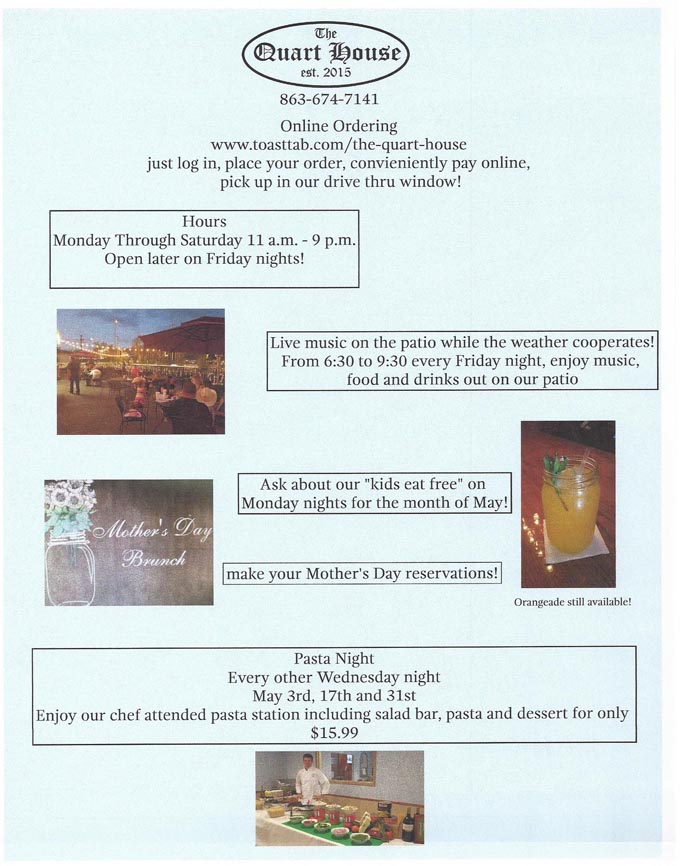 The
Quart House
est. 2015
863-674-7141
Online Ordering
www.toasttab.com/the-quart-house
just log in, place your order, convieniently pay online,
pick up in our drive thru window!
Hours
Monday Through Saturday 11 a.m. - 9 p.m.
Open later on Friday nights!
Live music on the patio while the weather cooperates!
From 6:30 to 9:30 every Friday night, enjoy music,
food and drinks out on our patio
Ask about our "kids eat free" on
Monday nights for the month of May!
Mother's Day
Brunch
make your Mother's Day reservations!
Orangeade still available!
Pasta Night
Every other Wednesday night
May 3rd, 17th and 31st
Enjoy our chef attended pasta station including salad bar, pasta and dessert for only
$15.99